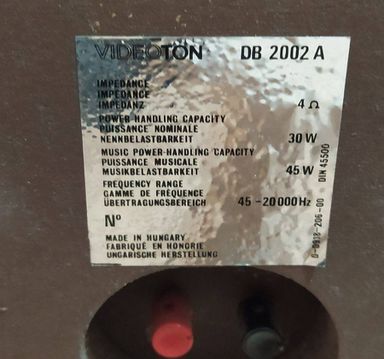 VIDEOTON DB 2002 A
IMPEDANCE
IMPEDANCE
IMPEDANZ 4 Ω
POWER-HANDLING CAPACITY
PUISSANCE NOMINALE
NENNBELASTBARKEIT 30 W
MUSIC POWER-HANDLING CAPACITY
PUISSANCE MUSICALE
MUSIKBELASTBARKEIT 45 W
FREQUENCY RANGE
GAMME DE FRÉQUENCE
ÜBERTRAGUNGSBEREICH 45-20000Hz
Nº
MADE IN HUNGARY
FABRIQUÉ EN HONGRIE
UNGARISCHE HERSTELLUNG
DIN 45500